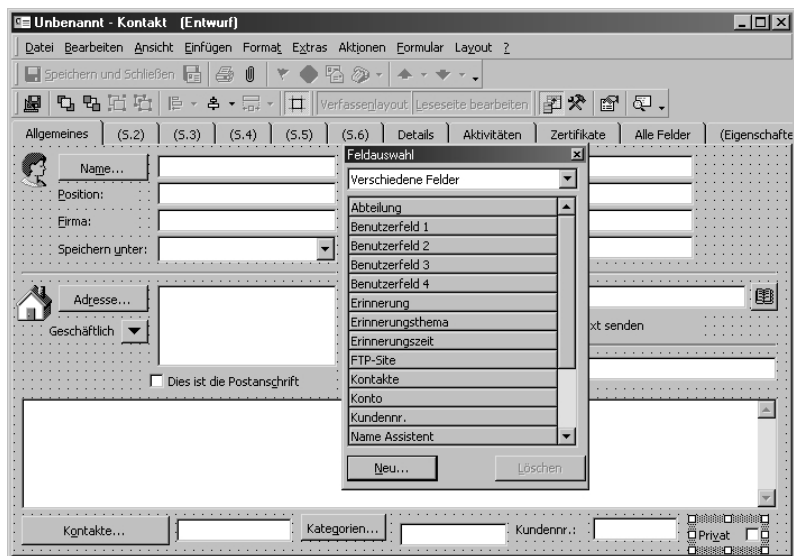 Unbenannt - Kontakt (Entwurf)
Datei Bearbeiten Ansicht Einfügen Format Extras Aktionen Formular Layout ?
Speichern und Schließen
Verfassenlayout Leseseite bearbeiten
Allgemeines (S.2) (S.3) (S.4) (S.5) (S.6) Details Aktivitäten Zertifikate Alle Felder (Eigenschafte
Feldauswahl
Name...
Verschiedene Felder
Position:
Abteilung
Firma:
Benutzerfeld 1
Speichern unter:
Benutzerfeld 2
Benutzerfeld 3
Benutzerfeld 4
Adresse...
Erinnerung
Geschäftlich
Erinnerungsthema
xt senden
Erinnerungszeit
FTP-Site
Dies ist die Postanschrift
Kontakte
Konto
Kundennr.
Name Assistent
Neu... Löschen
Kontakte... Kategorien... Kundennr.: Privat